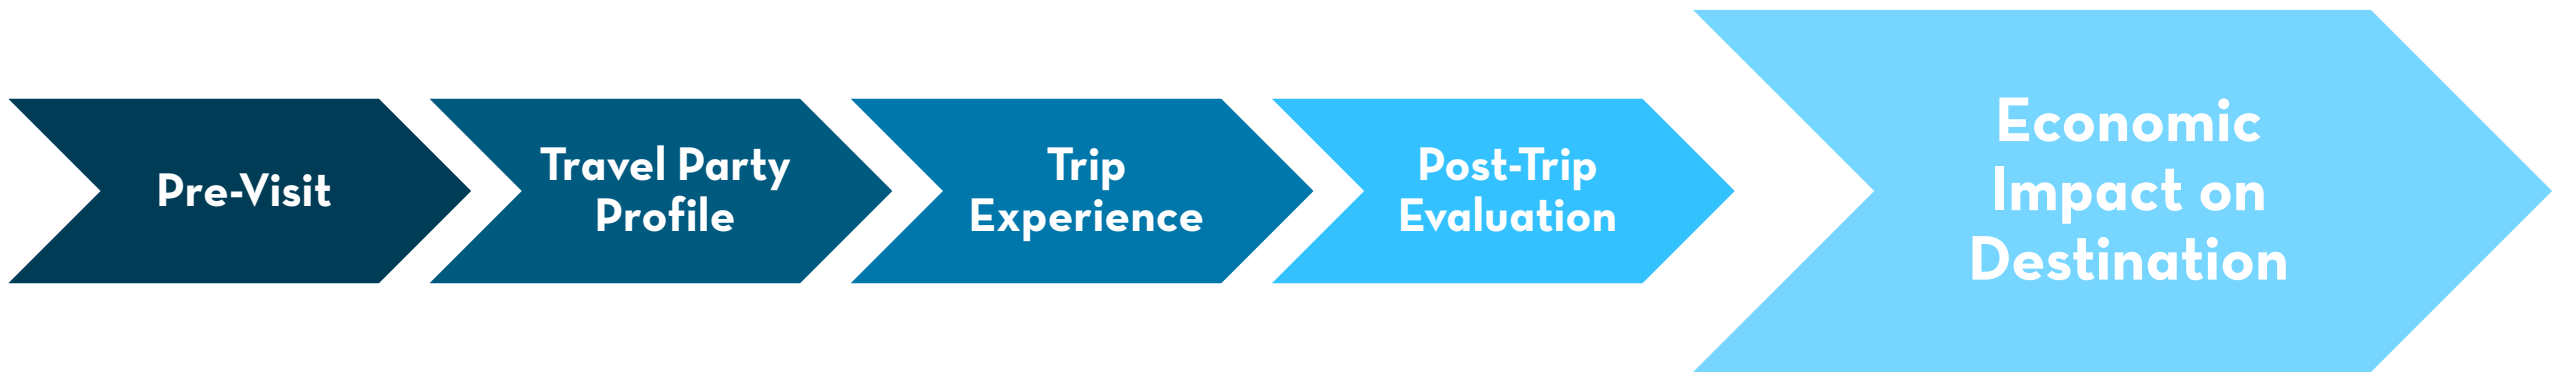 Pre-Visit
Travel Party
Profile
Trip
Experience
Post-Trip
Evaluation
Economic
Impact on
Destination